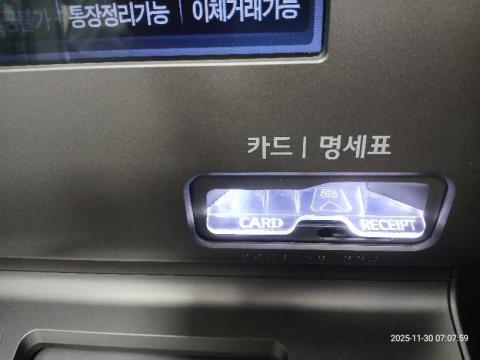 통장정리가능 | 이체거래가능
카드 | 명세표
CARD RECEIPT
2025-11-30 07:07:59